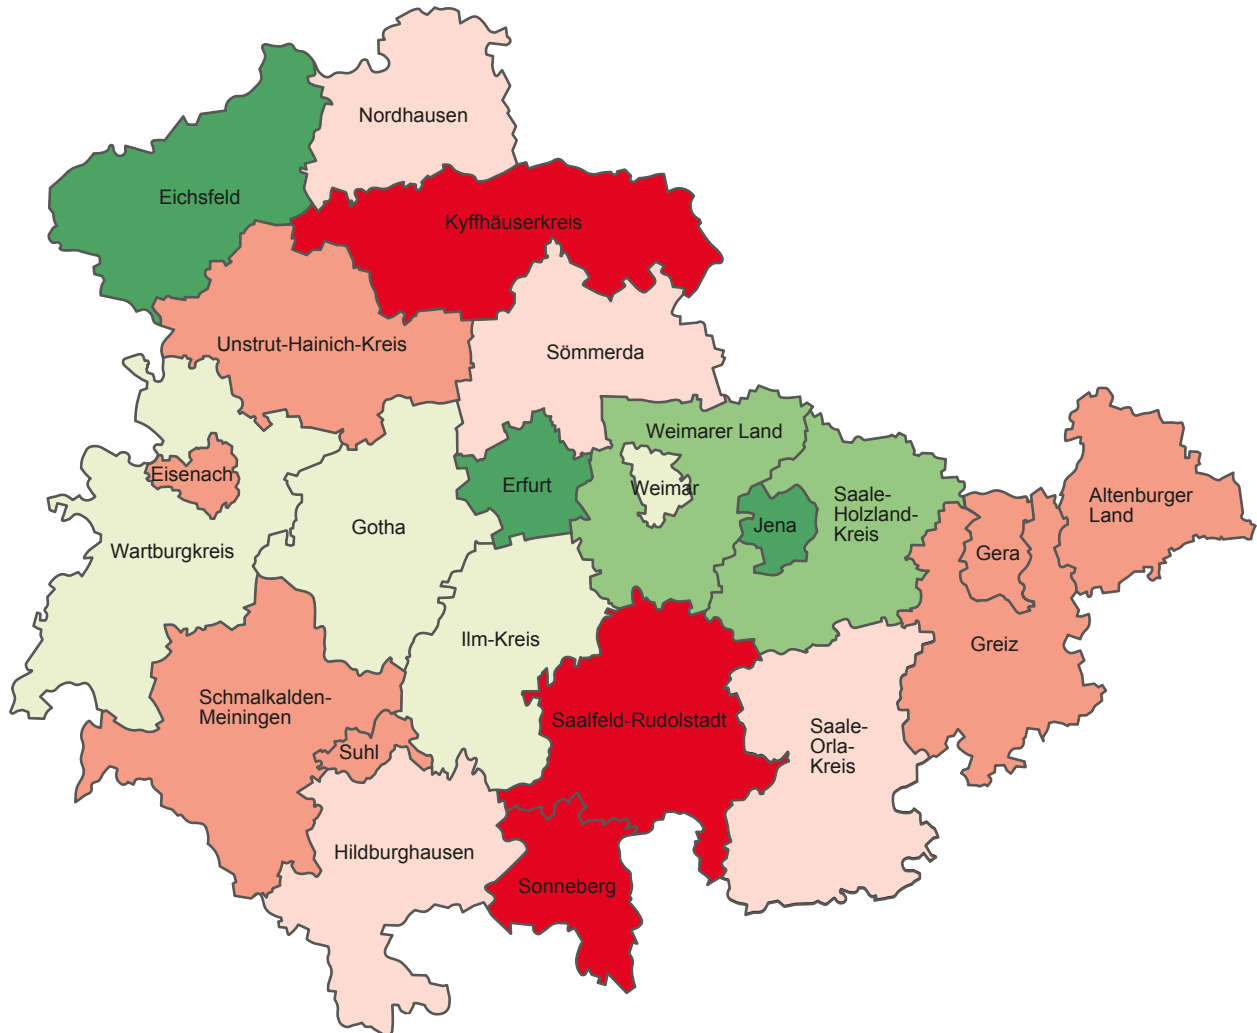 Nordhausen
Eichsfeld
Kyffhäuserkreis
Unstrut-Hainich-Kreis
Sömmerda
Weimarer Land
Eisenach
Erfurt
Weimar
Saale-
Holzland-
Kreis
Altenburger
Land
Gotha
Jena
Wartburgkreis
Gera
Ilm-Kreis
Greiz
Schmalkalden-
Meiningen
Saalfeld-Rudolstadt
Saale-
Orla-
Kreis
Suhl
Hildburghausen
Sonneberg